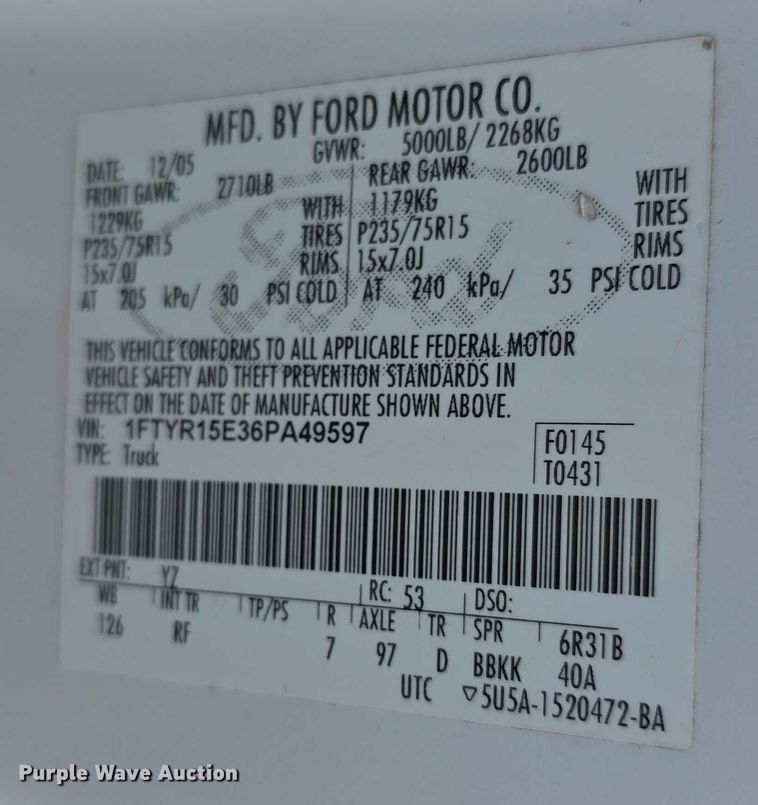 MFD. BY FORD MOTOR CO.
DATE: 12/05 GVWR: 5000LB/ 2268KG
FRONT GAWR: 2710LB REAR GAWR: 2600LB
1229KG WITH 1179KG WITH
P235/75R15 TIRES P235/75R15 TIRES
15x7.0J RIMS 15x7.0J RIMS
AT 205 kPa/ 30 PSI COLD AT 240 kPa/ 35 PSI COLD
Ford
THIS VEHICLE CONFORMS TO ALL APPLICABLE FEDERAL MOTOR
VEHICLE SAFETY AND THEFT PREVENTION STANDARDS IN
EFFECT ON THE DATE OF MANUFACTURE SHOWN ABOVE.
VIN: 1FTYR15E36PA49597 F0145
TYPE: Truck T0431
EXT PNT: YZ RC: 53 DSO:
WB INT TR TP/PS R AXLE TR SPR 6R31B
126 RF 7 97 D BBKK 40A
UTC ▽5U5A-1520472-BA
Purple Wave Auction